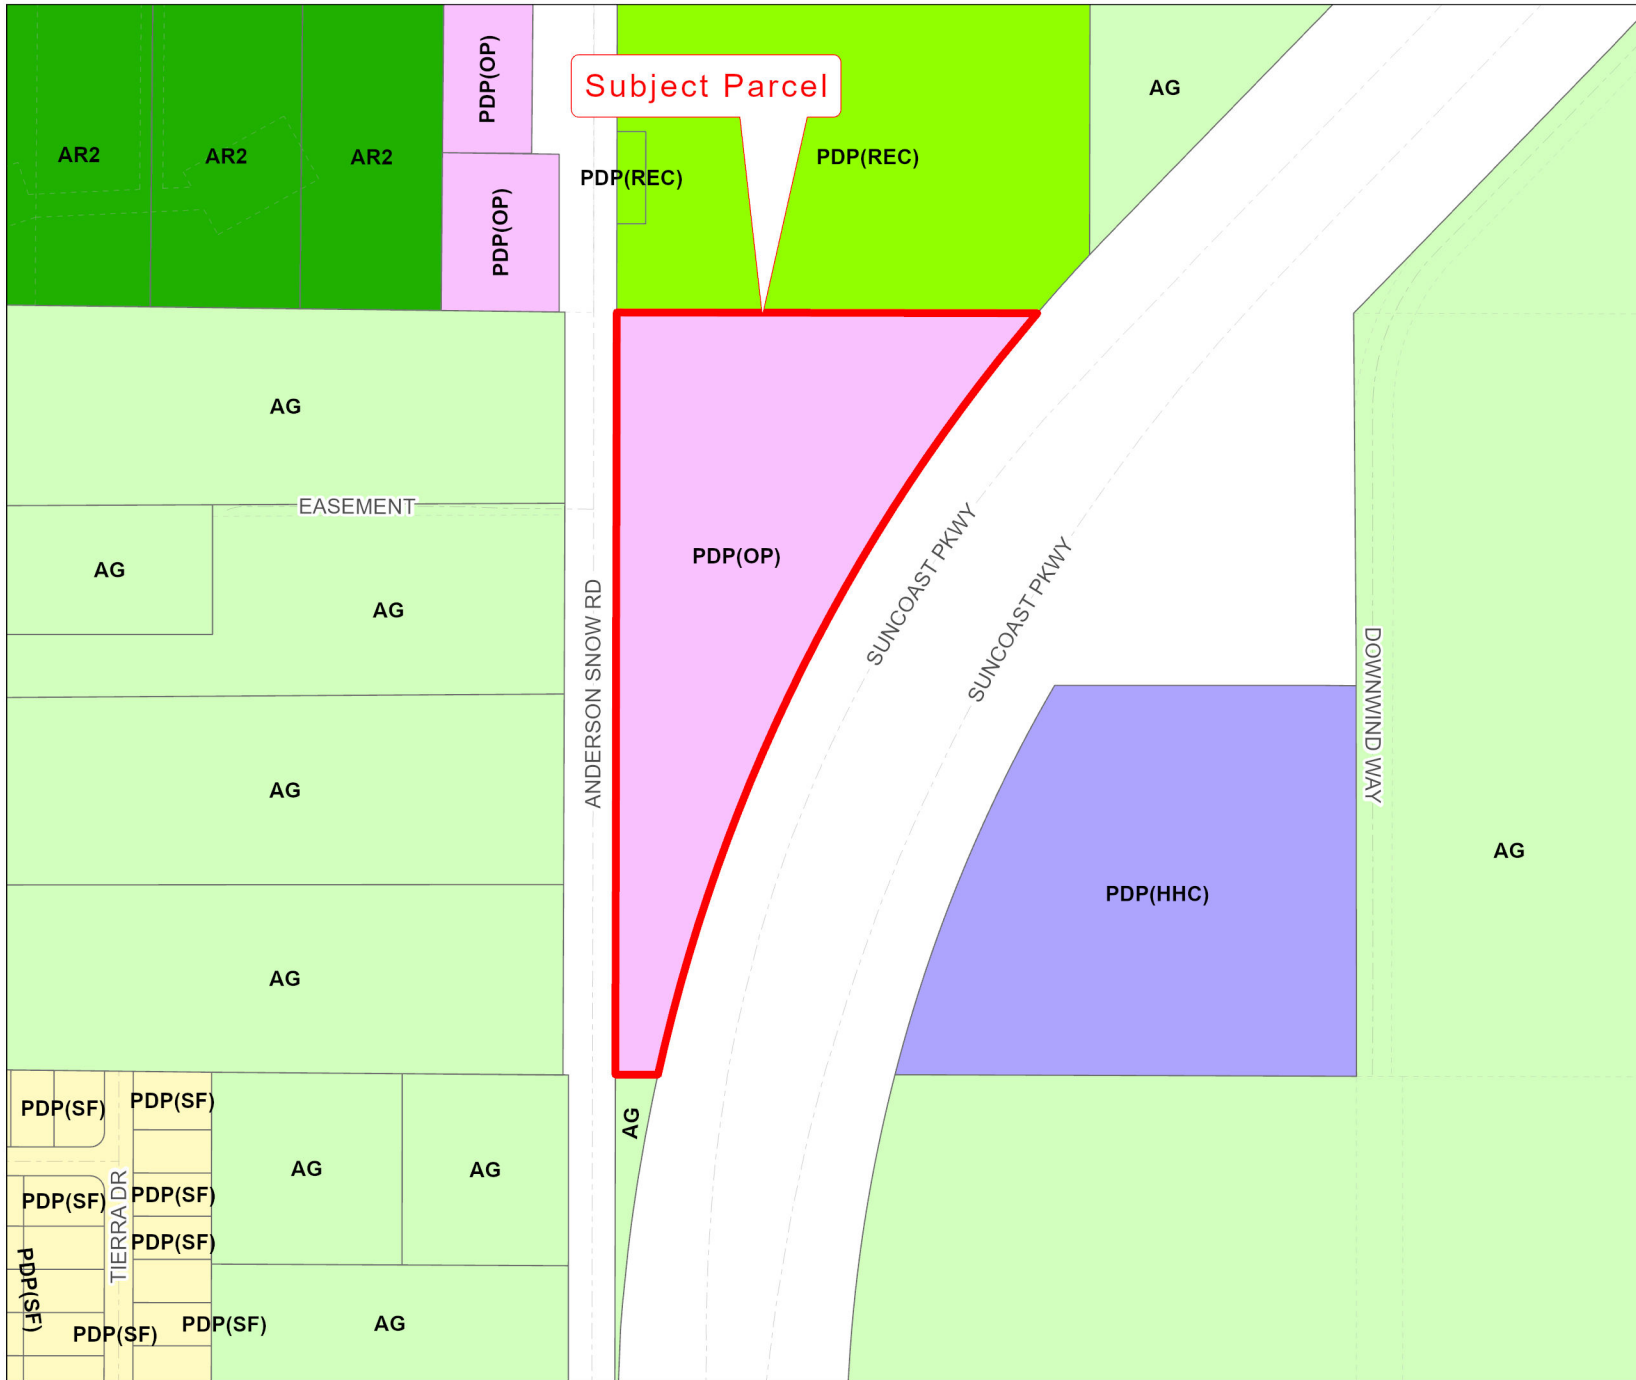 PDP(OP)
Subject Parcel
AG
AR2
AR2
AR2
PDP(REC)
PDP(REC)
PDP(OP)
AG
EASEMENT
AG
AG
PDP(OP)
SUNCOAST PKWY
SUNCOAST PKWY
ANDERSON SNOW RD
DOWNWIND WAY
AG
AG
PDP(HHC)
AG
PDP(SF)
PDP(SF)
AG
AG
AG
PDP(SF)
PDP(SF)
TIERRA DR
PDP(SF)
PDP(SF)
PDP(SF)
PDP(SF)
AG